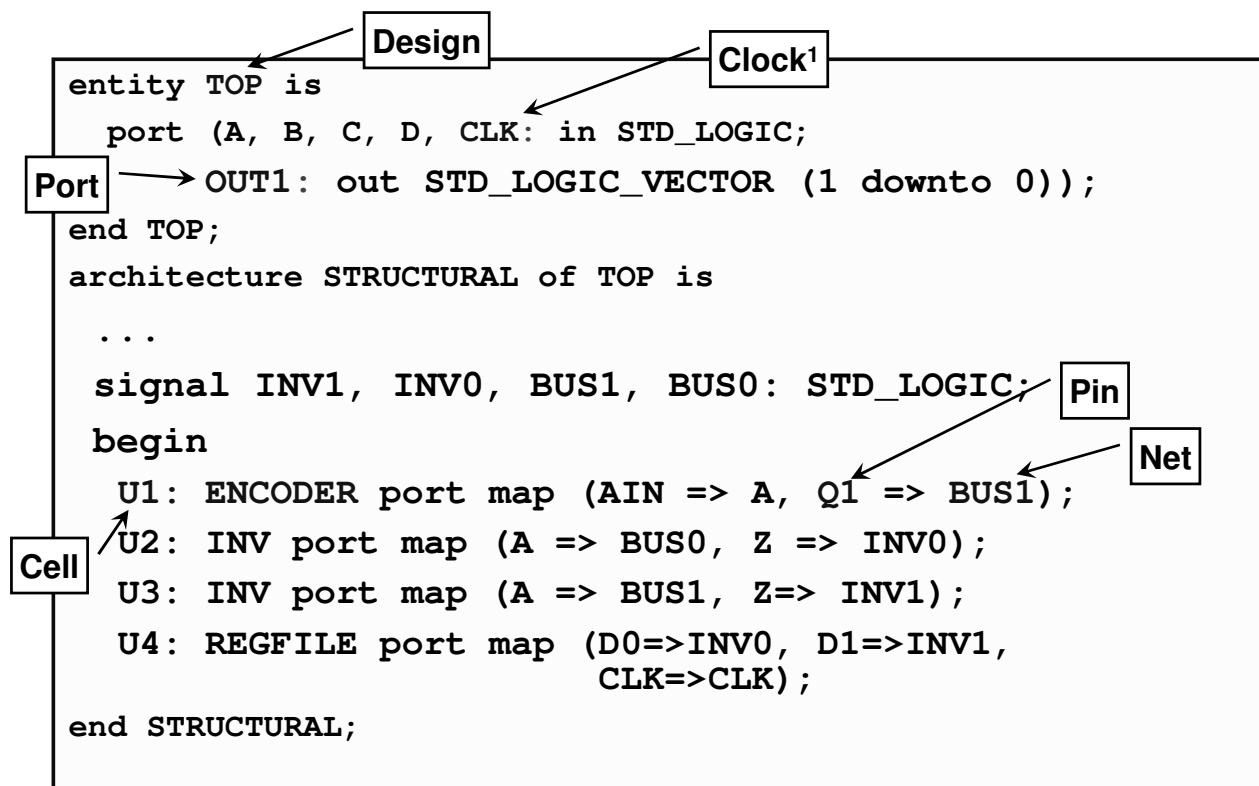 Design
Clock¹
entity TOP is
port (A, B, C, D, CLK: in STD_LOGIC;
Port
OUT1: out STD_LOGIC_VECTOR (1 downto 0));
end TOP;
architecture STRUCTURAL of TOP is
...
signal INV1, INV0, BUS1, BUS0: STD_LOGIC;
Pin
begin
Net
U1: ENCODER port map (AIN => A, Q1 => BUS1);
Cell
U2: INV port map (A => BUS0, Z => INV0);
U3: INV port map (A => BUS1, Z=> INV1);
U4: REGFILE port map (D0=>INV0, D1=>INV1,
CLK=>CLK);
end STRUCTURAL;